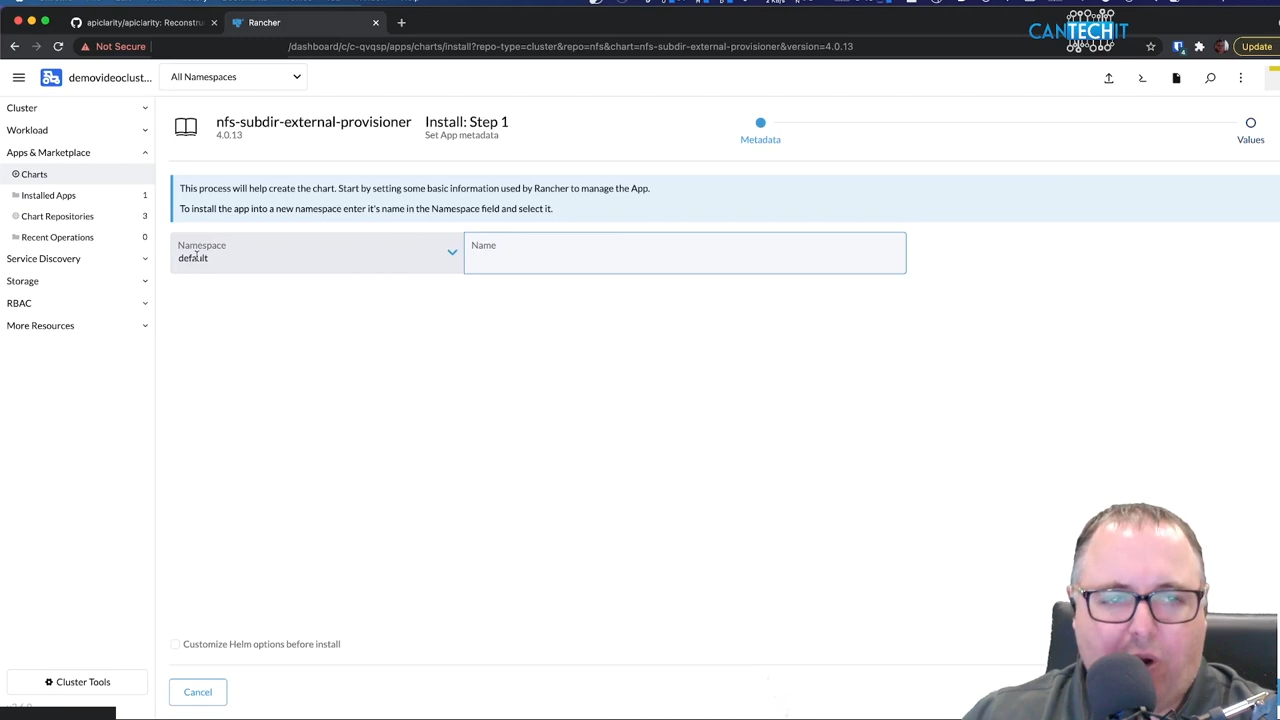 apiclarity/apiclarity: Reconstru
Rancher
CANTECHIT
Not Secure
/dashboard/c/c-qvqsp/apps/charts/install?repo-type=cluster&repo=nfs&chart=nfs-subdir-external-provisioner&version=4.0.13
Update
demovideoclust...
All Namespaces
Cluster
Workload
Apps & Marketplace
Charts
Installed Apps 1
Chart Repositories 3
Recent Operations 0
Service Discovery
Storage
RBAC
More Resources
Cluster Tools
nfs-subdir-external-provisioner
4.0.13
Install: Step 1
Set App metadata
Metadata
Values
This process will help create the chart. Start by setting some basic information used by Rancher to manage the App.
To install the app into a new namespace enter it's name in the Namespace field and select it.
Namespace
default
Name
Customize Helm options before install
Cancel